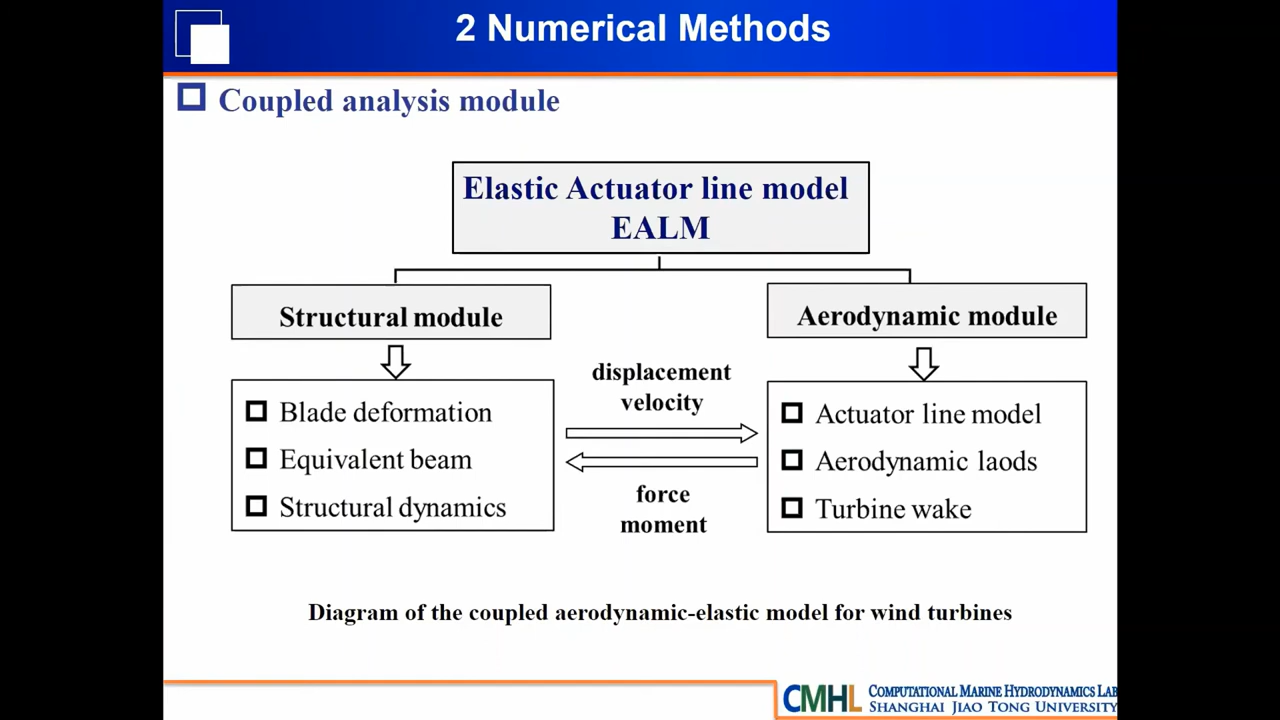 2 Numerical Methods
Coupled analysis module
Elastic Actuator line model
EALM
Structural module
Aerodynamic module
displacement
velocity
Blade deformation
Equivalent beam
Structural dynamics
force
moment
Actuator line model
Aerodynamic laods
Turbine wake
Diagram of the coupled aerodynamic-elastic model for wind turbines
CMHL
COMPUTATIONAL MARINE HYDRODYNAMICS LAB
SHANGHAI JIAO TONG UNIVERSITY